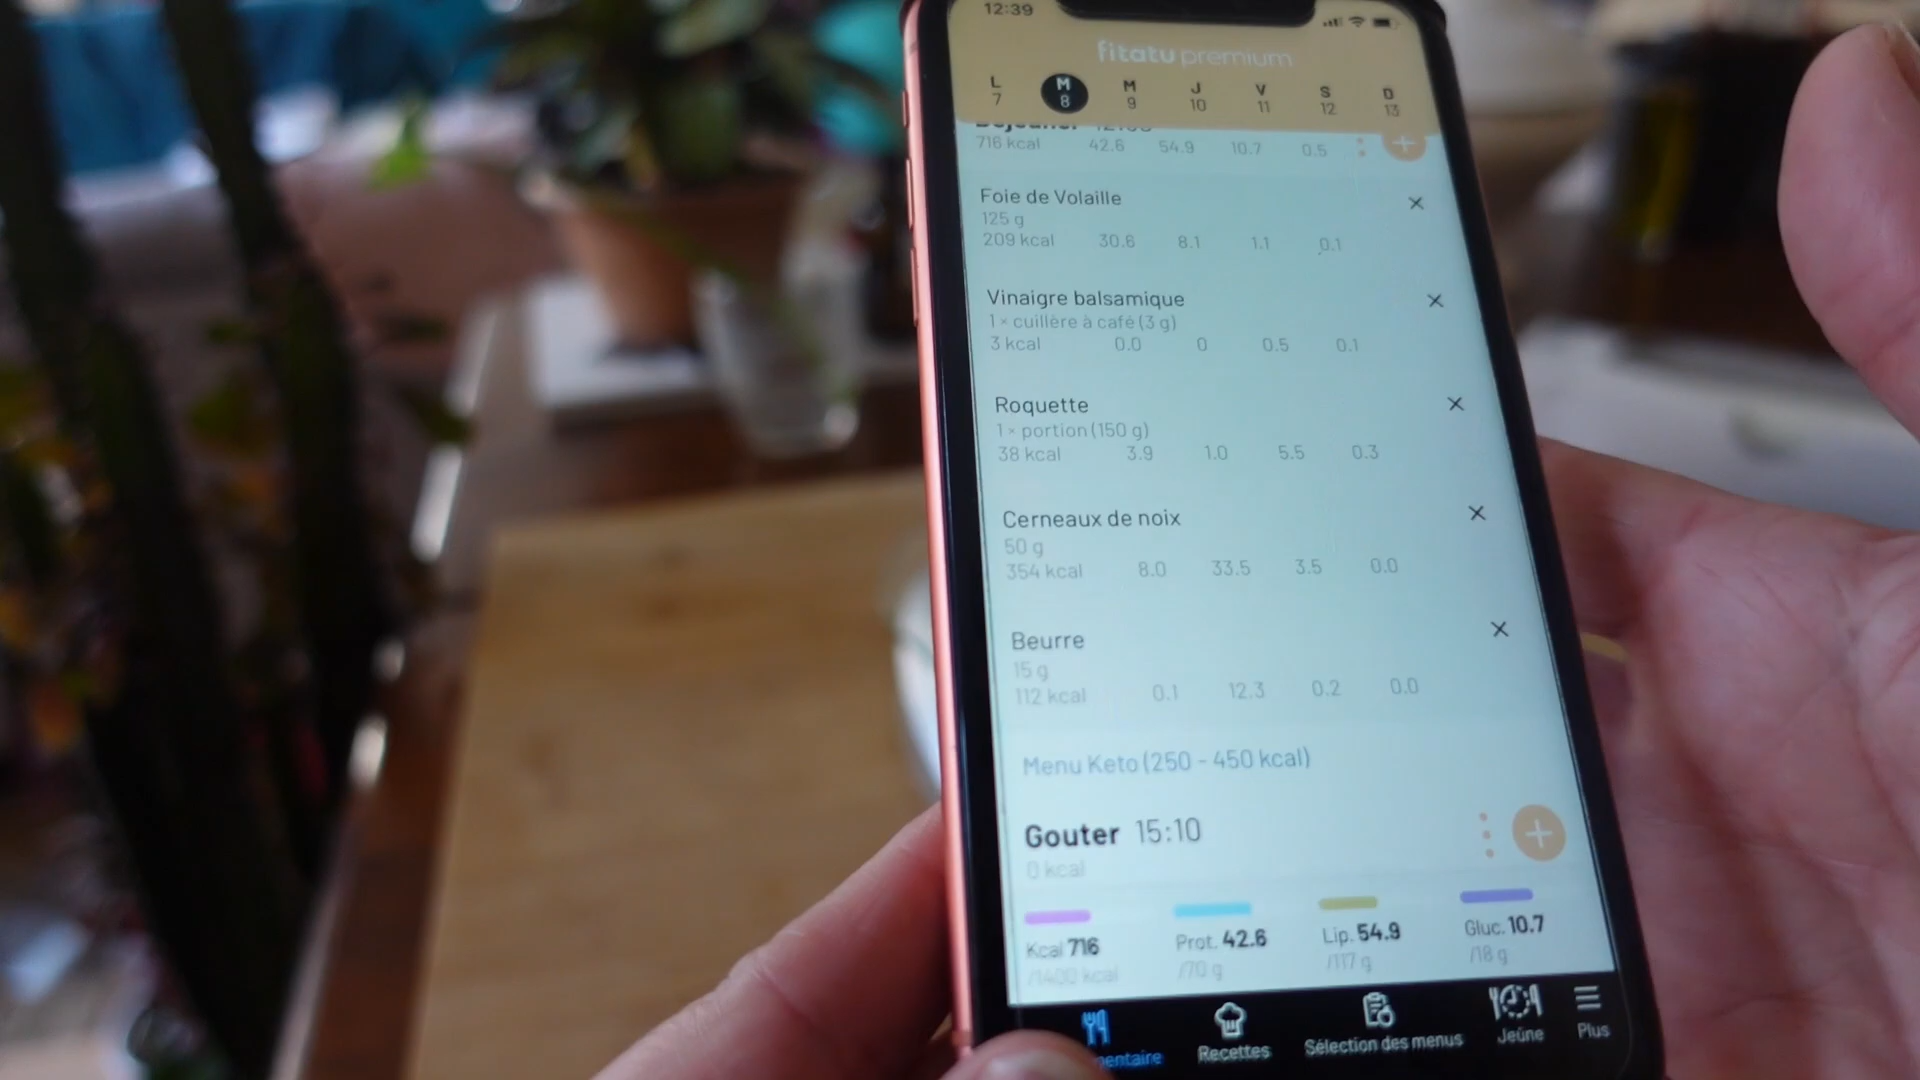 12:39
fitatu premium
L M M J V S D
7 8 9 10 11 12 13
716 kcal 42.6 54.9 10.7 0.5
Foie de Volaille
125 g
209 kcal 30.6 8.1 1.1 0.1
Vinaigre balsamique
1 × cuillère à café (3 g)
3 kcal 0.0 0 0.5 0.1
Roquette
1 × portion (150 g)
38 kcal 3.9 1.0 5.5 0.3
Cerneaux de noix
50 g
354 kcal 8.0 33.5 3.5 0.0
Beurre
15 g
112 kcal 0.1 12.3 0.2 0.0
Menu Keto (250 - 450 kcal)
Gouter 15:10
0 kcal
Kcal 716 Prot. 42.6 Lip. 54.9 Gluc. 10.7
/1400 kcal /70 g /117 g /18 g
Recettes Sélection des menus Jeûne Plus